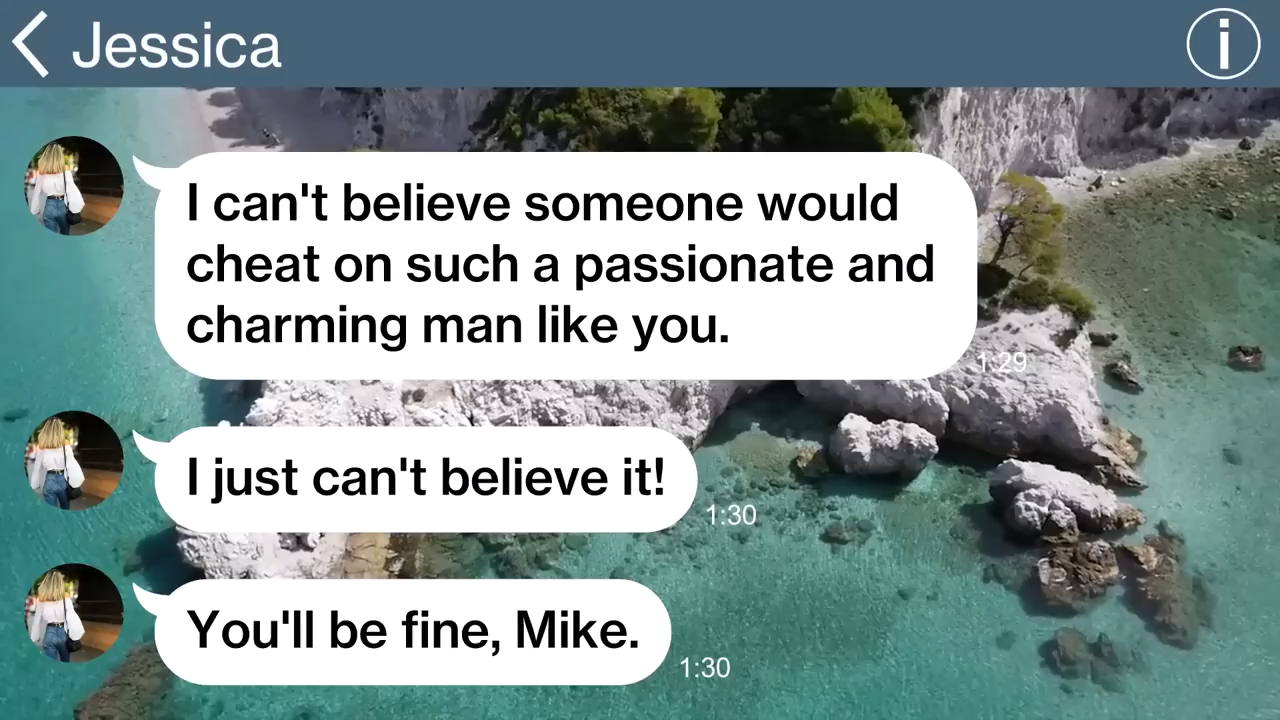 Jessica
i
I can't believe someone would
cheat on such a passionate and
charming man like you.
1:29
I just can't believe it!
1:30
You'll be fine, Mike.
1:30